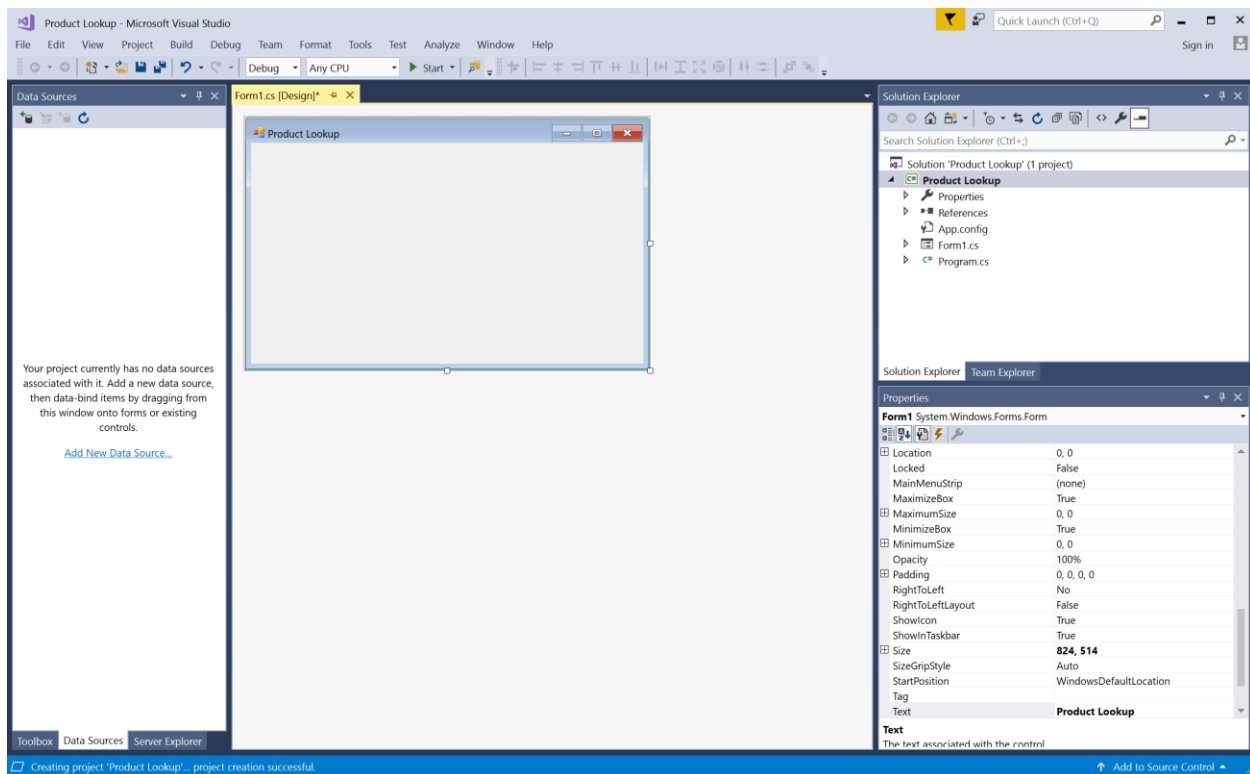 Product Lookup - Microsoft Visual Studio
Quick Launch (Ctrl+Q)
File Edit View Project Build Debug Team Format Tools Test Analyze Window Help
Sign in
Debug Any CPU Start
Data Sources
Form1.cs [Design]*
Product Lookup
Your project currently has no data sources
associated with it. Add a new data source,
then data-bind items by dragging from
this window onto forms or existing
controls.
Add New Data Source...
Toolbox Data Sources Server Explorer
Solution Explorer
Search Solution Explorer (Ctrl+;)
Solution 'Product Lookup' (1 project)
C# Product Lookup
Properties
References
App.config
Form1.cs
C# Program.cs
Solution Explorer Team Explorer
Properties
Form1 System.Windows.Forms.Form
Location 0, 0
Locked False
MainMenuStrip (none)
MaximizeBox True
MaximumSize 0, 0
MinimizeBox True
MinimumSize 0, 0
Opacity 100%
Padding 0, 0, 0, 0
RightToLeft No
RightToLeftLayout False
ShowIcon True
ShowInTaskbar True
Size 824, 514
SizeGripStyle Auto
StartPosition WindowsDefaultLocation
Tag
Text Product Lookup
Text
The text associated with the control
Creating project 'Product Lookup'... project creation successful.
Add to Source Control